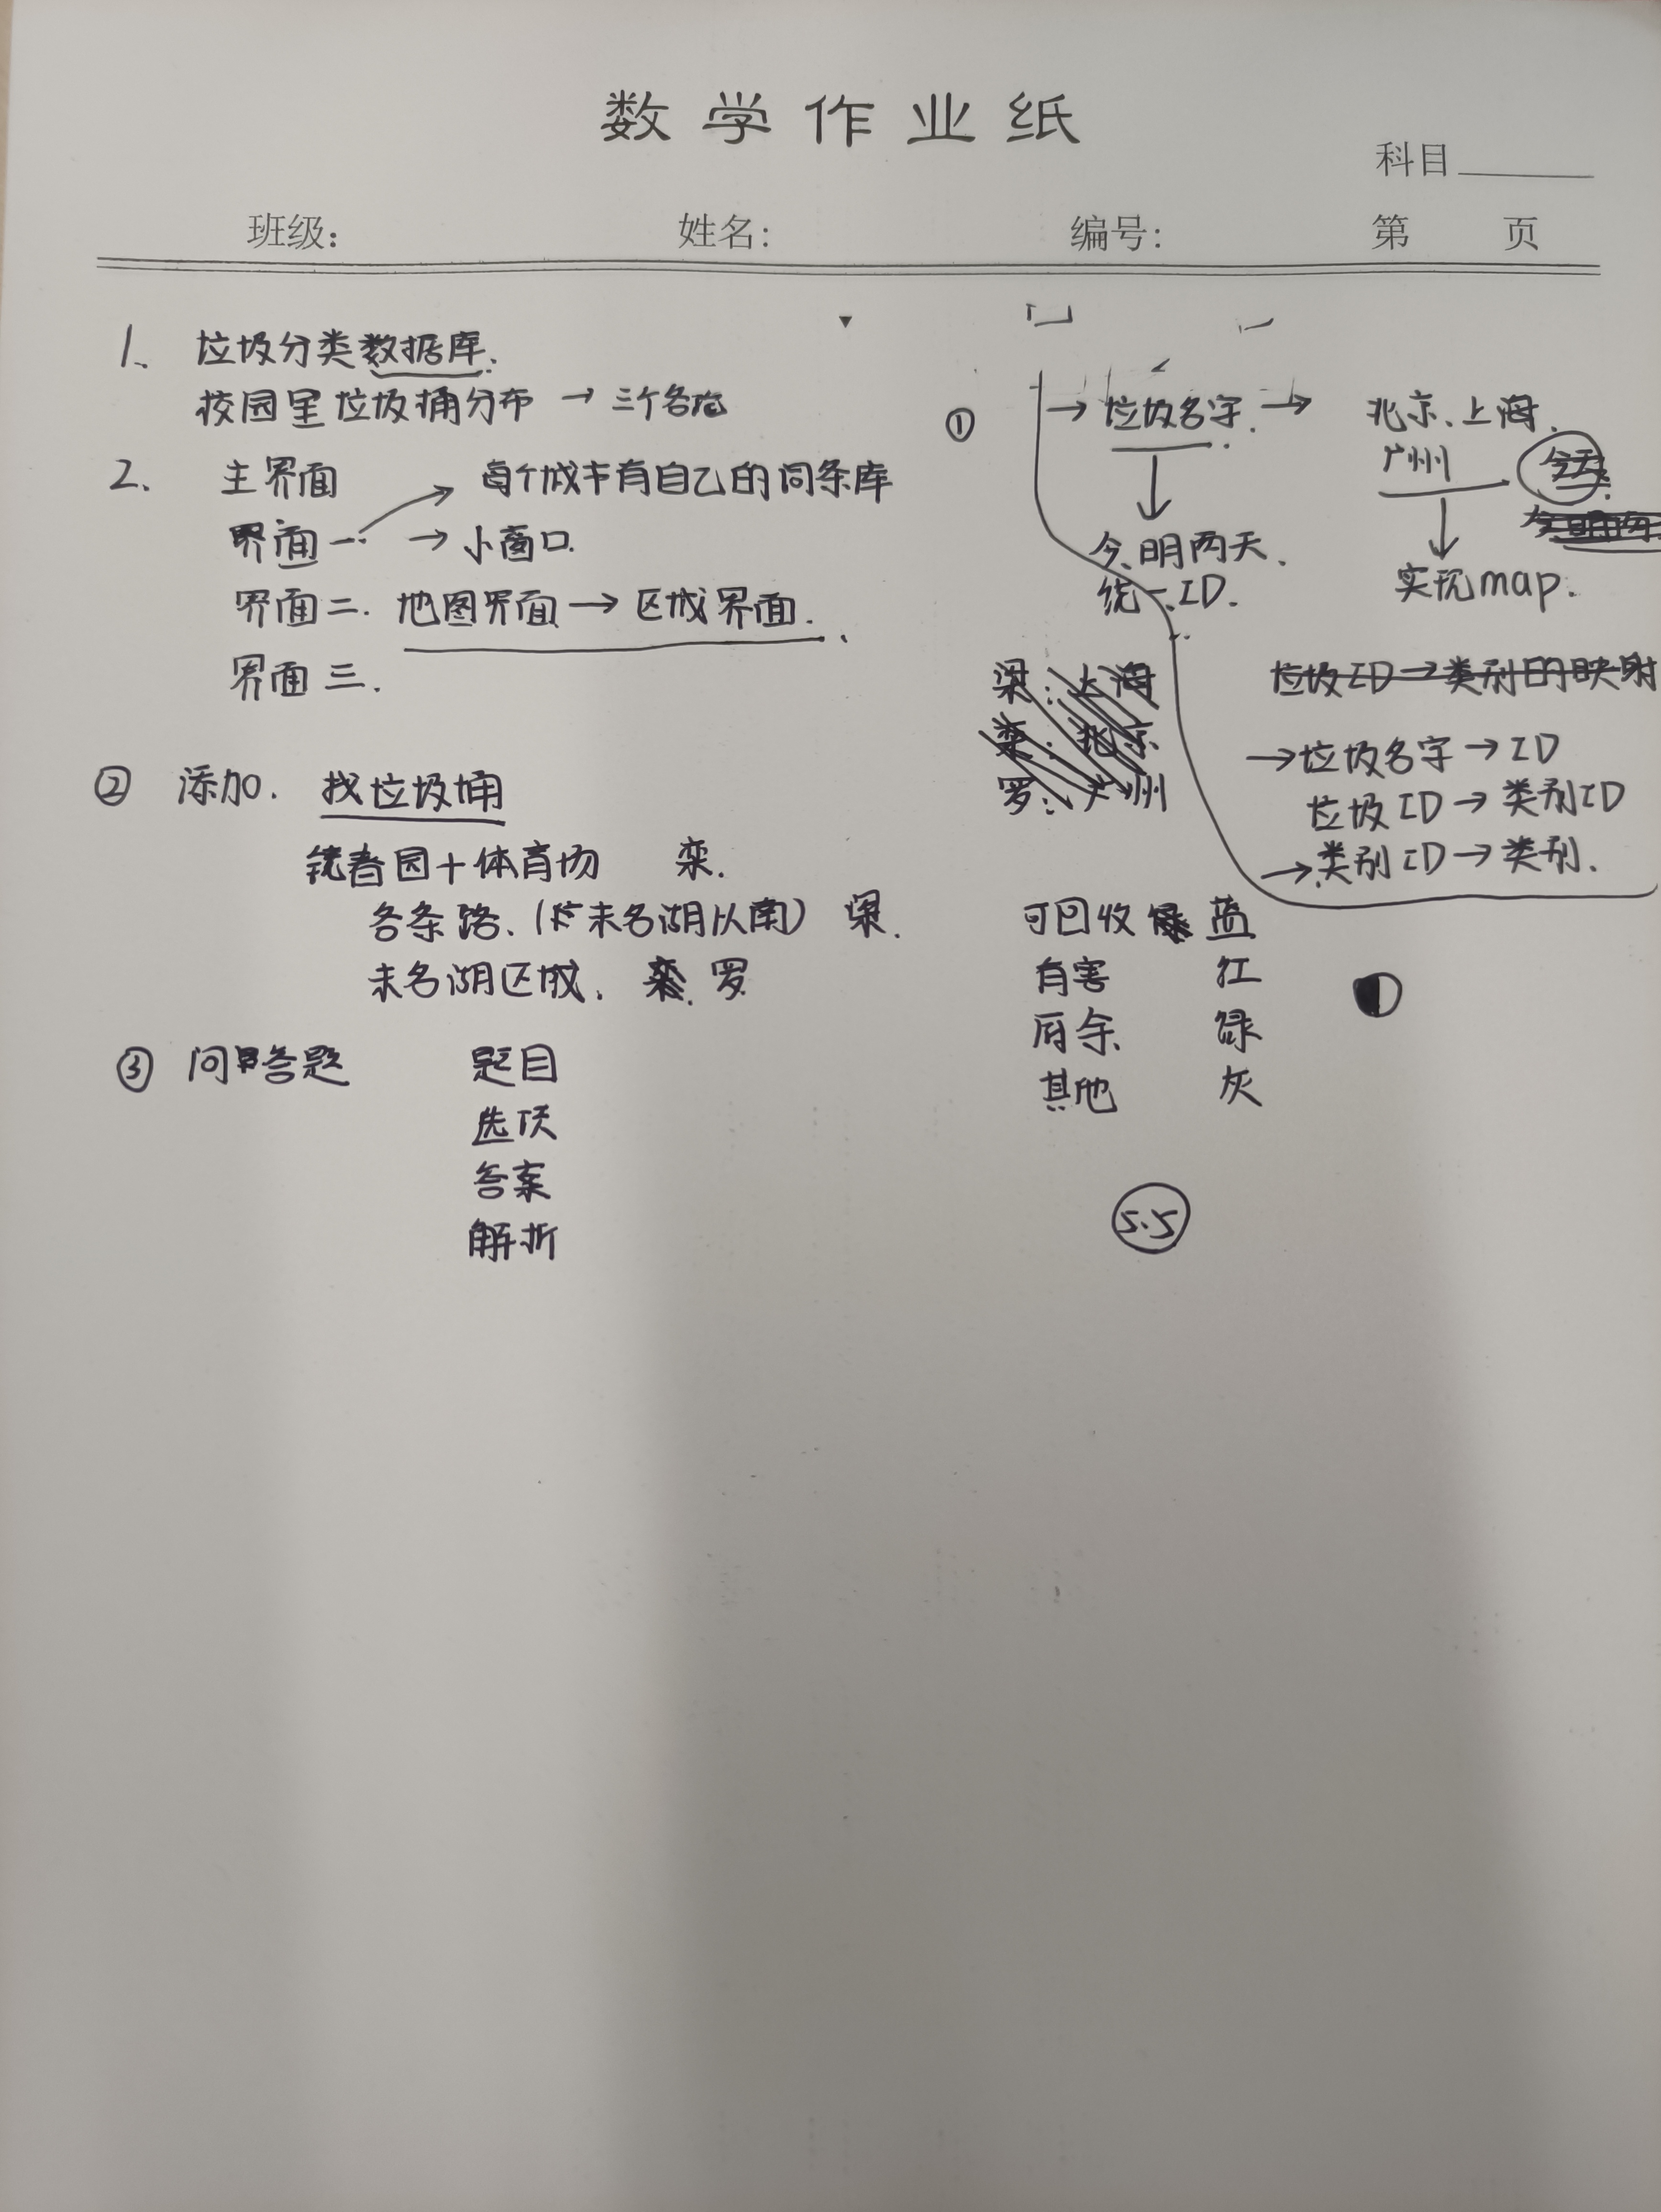 数学作业纸
科目
班级： 姓名： 编号： 第 页
1. 垃圾分类数据库.
校园里垃圾桶分布 → 三个各
2. 主界面
每个城市有自己的词条库
界面一 → 小窗口.
界面二. 地图界面 → 区域界面.
界面三.
② 添加. 找垃圾桶
镜春园+体育场 栾.
各条路. (除未名湖以南) 梁.
未名湖区域. 罗
③ 问答题 题目
选项
答案
解析
① → 垃圾名字. → 北京、上海.
广州
今明两天.
统一ID.
实现map.
梁：上海
栾：北京
罗：广州
垃圾ID→类别的映射
→垃圾名字→ID
垃圾ID→类别ID
→类别ID→类别.
可回收 蓝
有害 红
厨余 绿
其他 灰
5.5